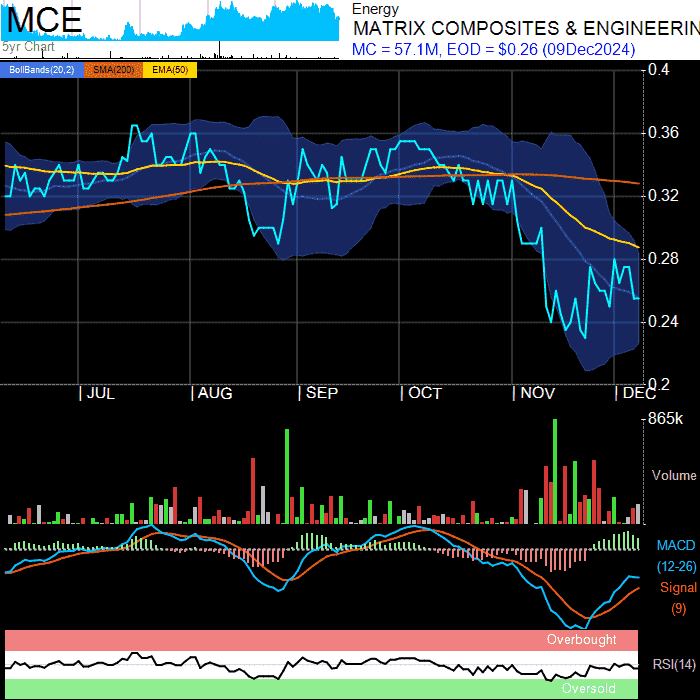 MCE
5yr Chart
Energy
MATRIX COMPOSITES & ENGINEERIN
MC = 57.1M, EOD = $0.26 (09Dec2024)
BollBands(20,2) SMA(200) EMA(50)
0.4
0.36
0.32
0.28
0.24
0.2
JUL AUG SEP OCT NOV DEC
865k
Volume
MACD
(12-26)
Signal
(9)
Overbought
RSI(14)
Oversold